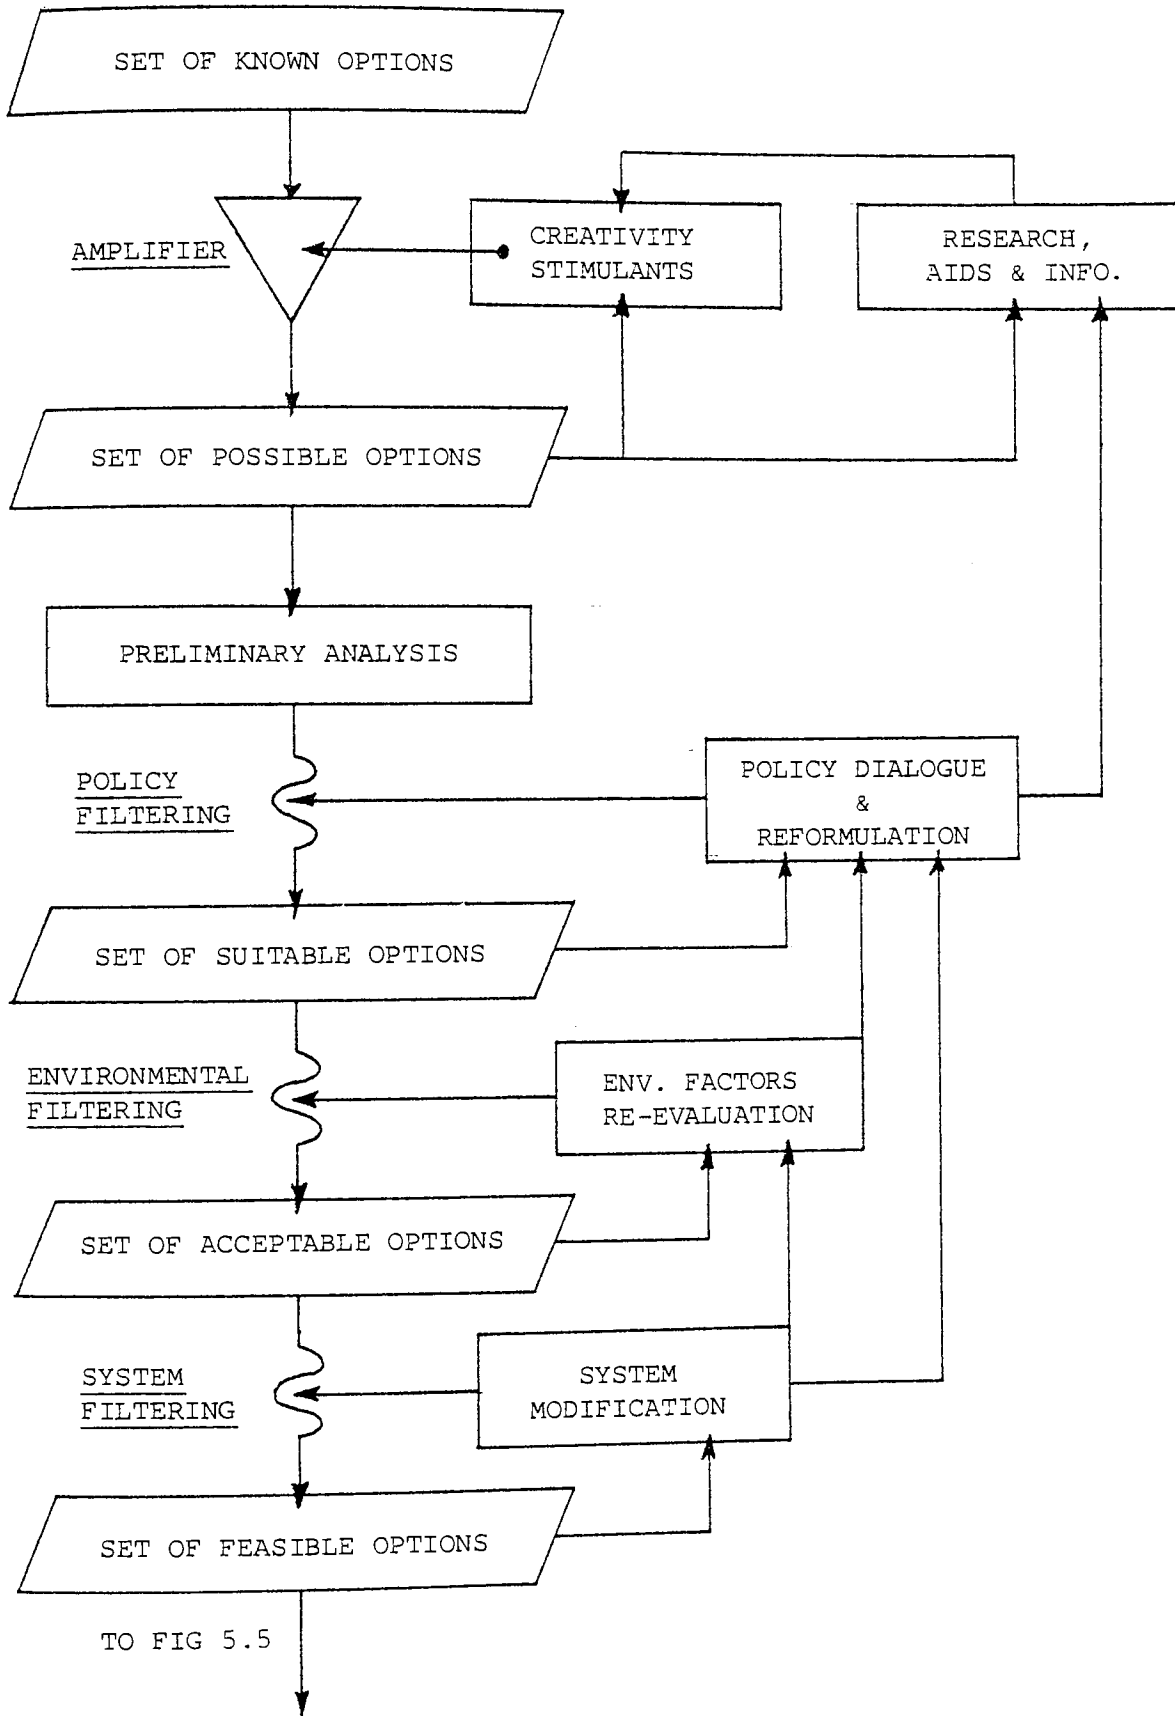 SET OF KNOWN OPTIONS
AMPLIFIER
CREATIVITY
STIMULANTS
RESEARCH,
AIDS & INFO.
SET OF POSSIBLE OPTIONS
PRELIMINARY ANALYSIS
POLICY
FILTERING
POLICY DIALOGUE
&
REFORMULATION
SET OF SUITABLE OPTIONS
ENVIRONMENTAL
FILTERING
ENV. FACTORS
RE-EVALUATION
SET OF ACCEPTABLE OPTIONS
SYSTEM
FILTERING
SYSTEM
MODIFICATION
SET OF FEASIBLE OPTIONS
TO FIG 5.5